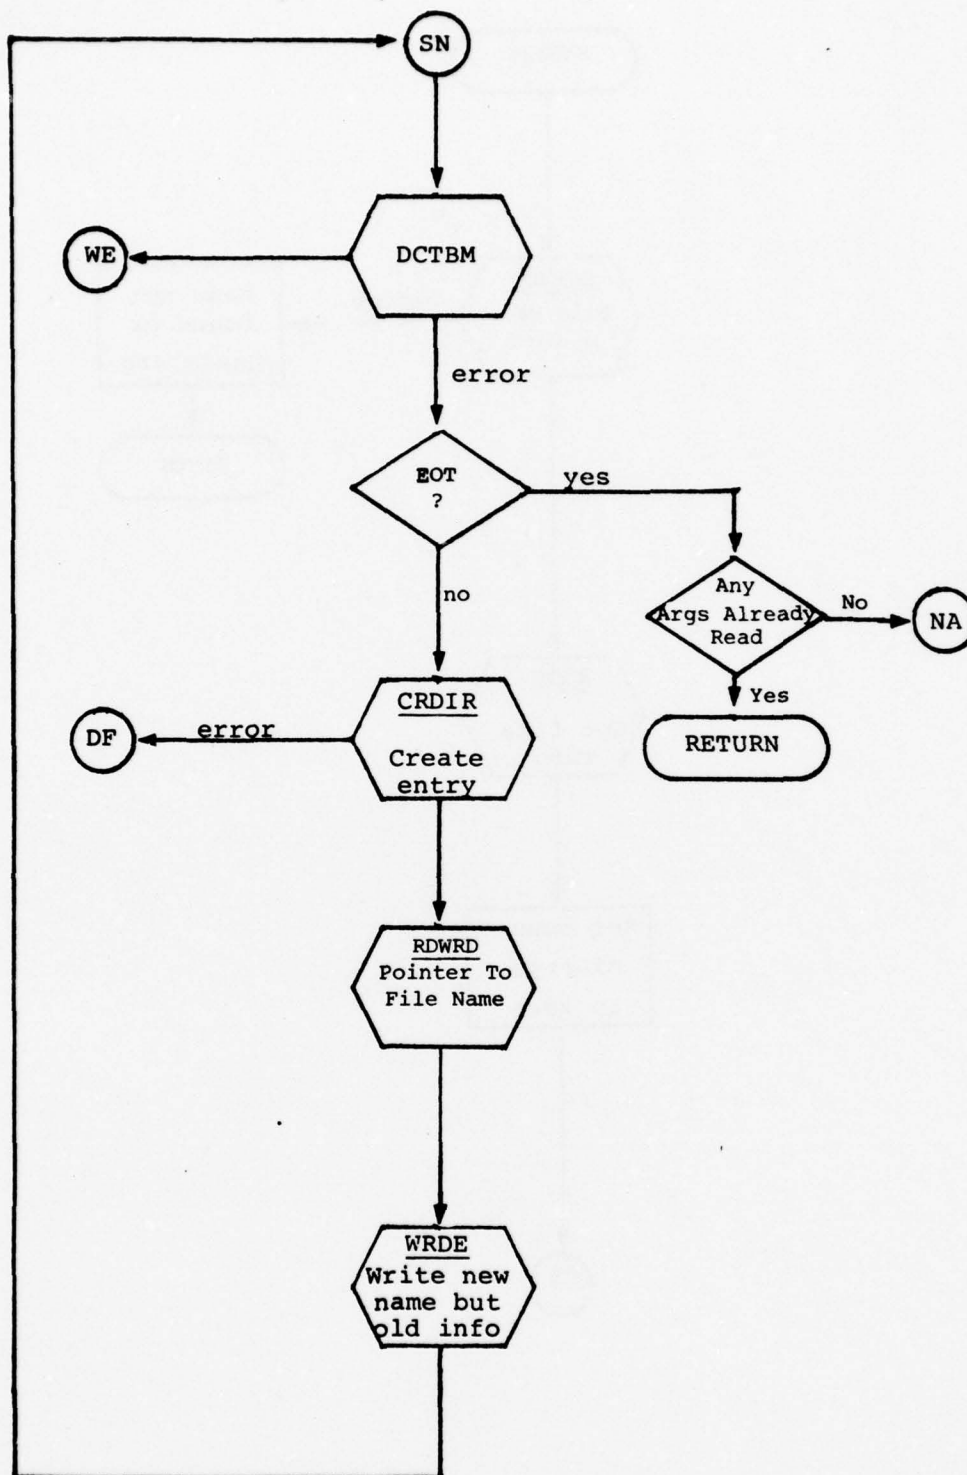 SN
DCTBM
WE
error
EOT
?
yes
no
Any
Args Already
Read
No
NA
Yes
RETURN
CRDIR
Create
entry
error
DF
RDWRD
Pointer To
File Name
WRDE
Write new
name but
old info